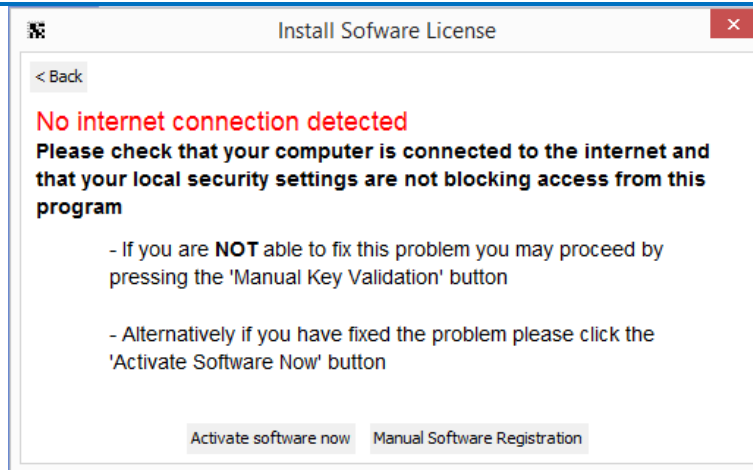 Install Sofware License
< Back
No internet connection detected
Please check that your computer is connected to the internet and
that your local security settings are not blocking access from this
program
- If you are NOT able to fix this problem you may proceed by
pressing the 'Manual Key Validation' button
- Alternatively if you have fixed the problem please click the
'Activate Software Now' button
Activate software now Manual Software Registration